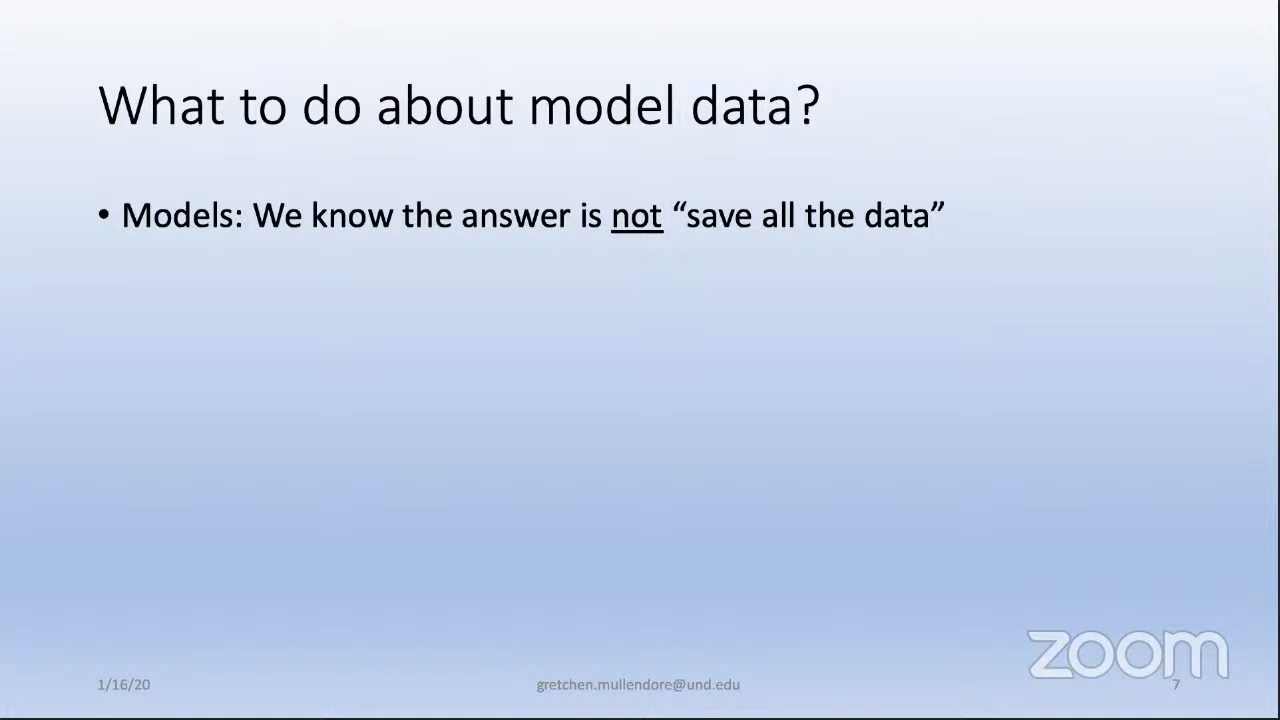 What to do about model data?
• Models: We know the answer is not “save all the data”
zoom
1/16/20
gretchen.mullendore@und.edu
7